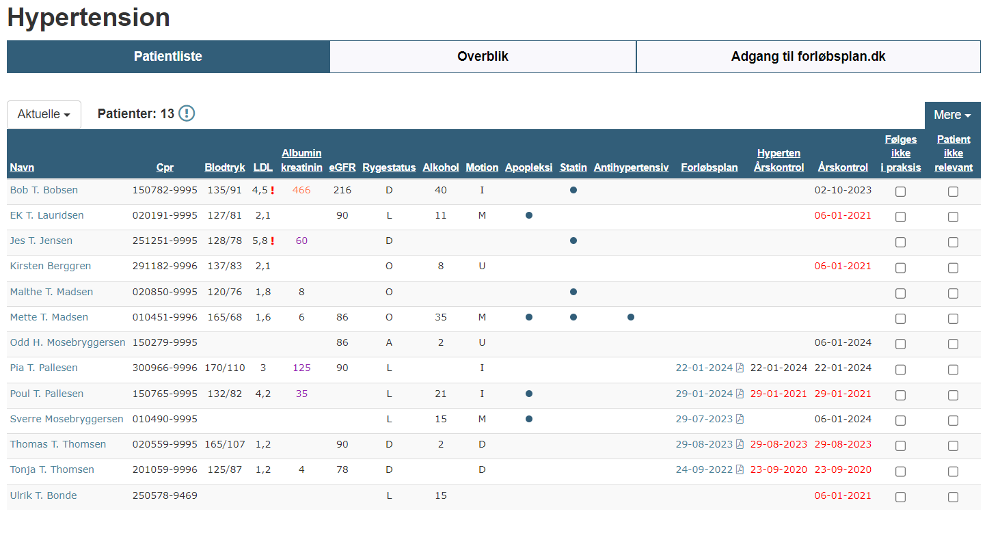 Hypertension
Patientliste Overblik Adgang til forløbsplan.dk
Aktuelle Patienter: 13 Mere
Navn Cpr Blodtryk LDL Albumin kreatinin eGFR Rygestatus Alkohol Motion Apopleksi Statin Antihypertensiv Forløbsplan Hyperten Årskontrol Årskontrol Følges ikke i praksis Patient ikke relevant
Bob T. Bobsen 150782-9995 135/91 4,5 ! 466 216 D 40 I 02-10-2023
EK T. Lauridsen 020191-9995 127/81 2,1 90 L 11 M 06-01-2021
Jes T. Jensen 251251-9995 128/78 5,8 ! 60 D
Kirsten Berggren 291182-9996 137/83 2,1 O 8 U 06-01-2021
Malthe T. Madsen 020850-9995 120/76 1,8 8 O
Mette T. Madsen 010451-9996 165/68 1,6 6 86 O 35 M
Odd H. Mosebryggersen 150279-9995 86 A 2 U 06-01-2024
Pia T. Pallesen 300966-9996 170/110 3 125 90 L I 22-01-2024 22-01-2024 22-01-2024
Poul T. Pallesen 150765-9995 132/82 4,2 35 L 21 I 29-01-2024 29-01-2021 29-01-2021
Sverre Mosebryggersen 010490-9995 L 15 M 29-07-2023 06-01-2024
Thomas T. Thomsen 020559-9995 165/107 1,2 90 D 2 D 29-08-2023 29-08-2023 29-08-2023
Tonja T. Thomsen 201059-9996 125/87 1,2 4 78 D D 24-09-2022 23-09-2020 23-09-2020
Ulrik T. Bonde 250578-9469 L 15 06-01-2021